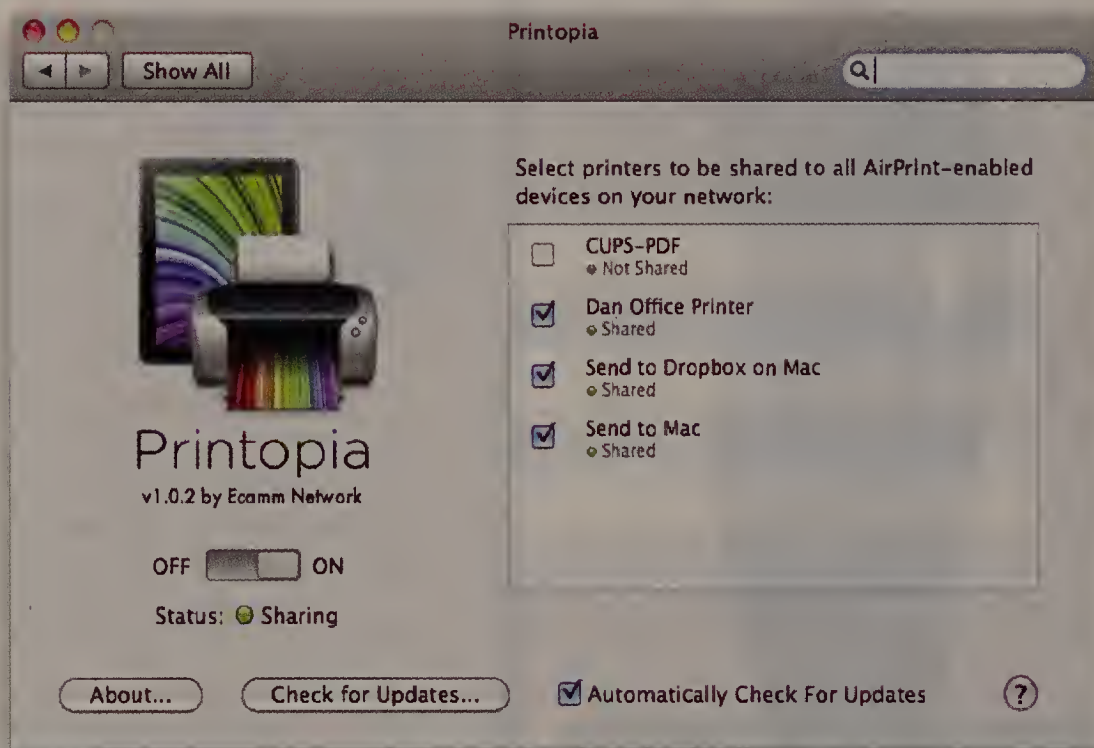 Printopia
Show All
Select printers to be shared to all AirPrint-enabled
devices on your network:
CUPS-PDF
Not Shared
Dan Office Printer
Shared
Send to Dropbox on Mac
Shared
Send to Mac
Shared
Printopia
v1.0.2 by Ecamm Network
OFF ON
Status: Sharing
About...
Check for Updates...
Automatically Check For Updates
?